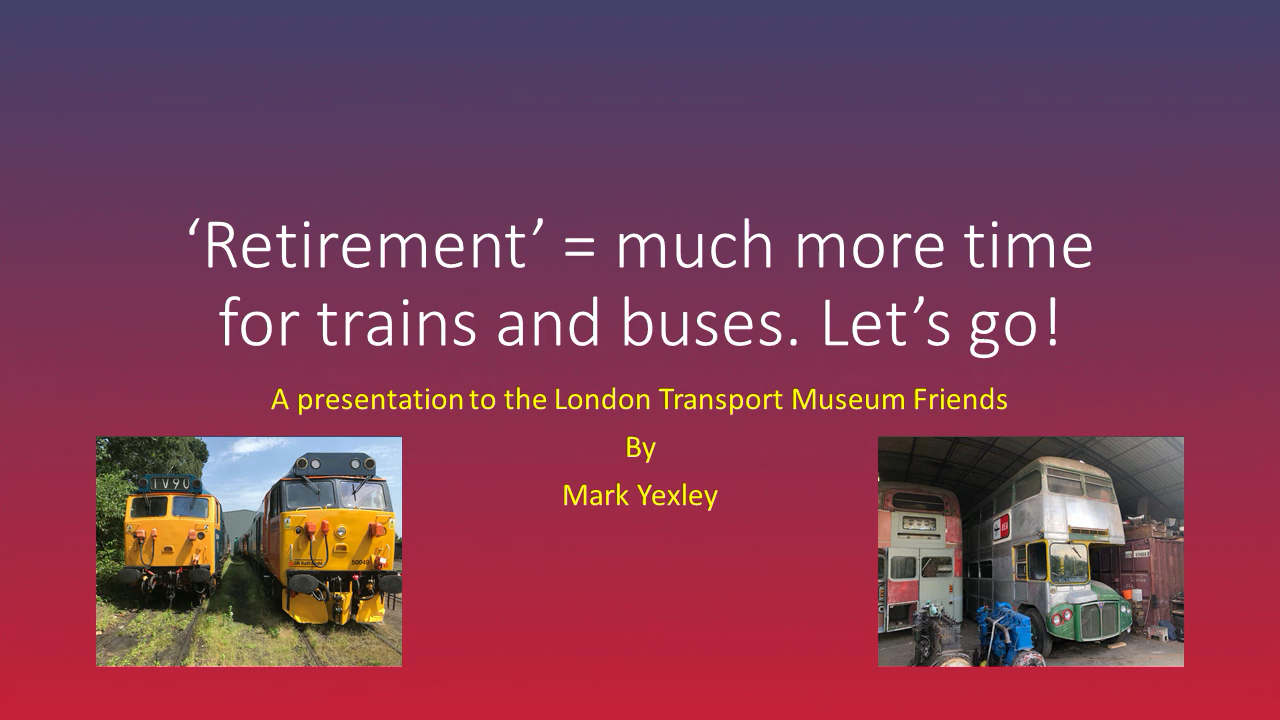 ‘Retirement’ = much more time
for trains and buses. Let’s go!
A presentation to the London Transport Museum Friends
By
Mark Yexley
1V90